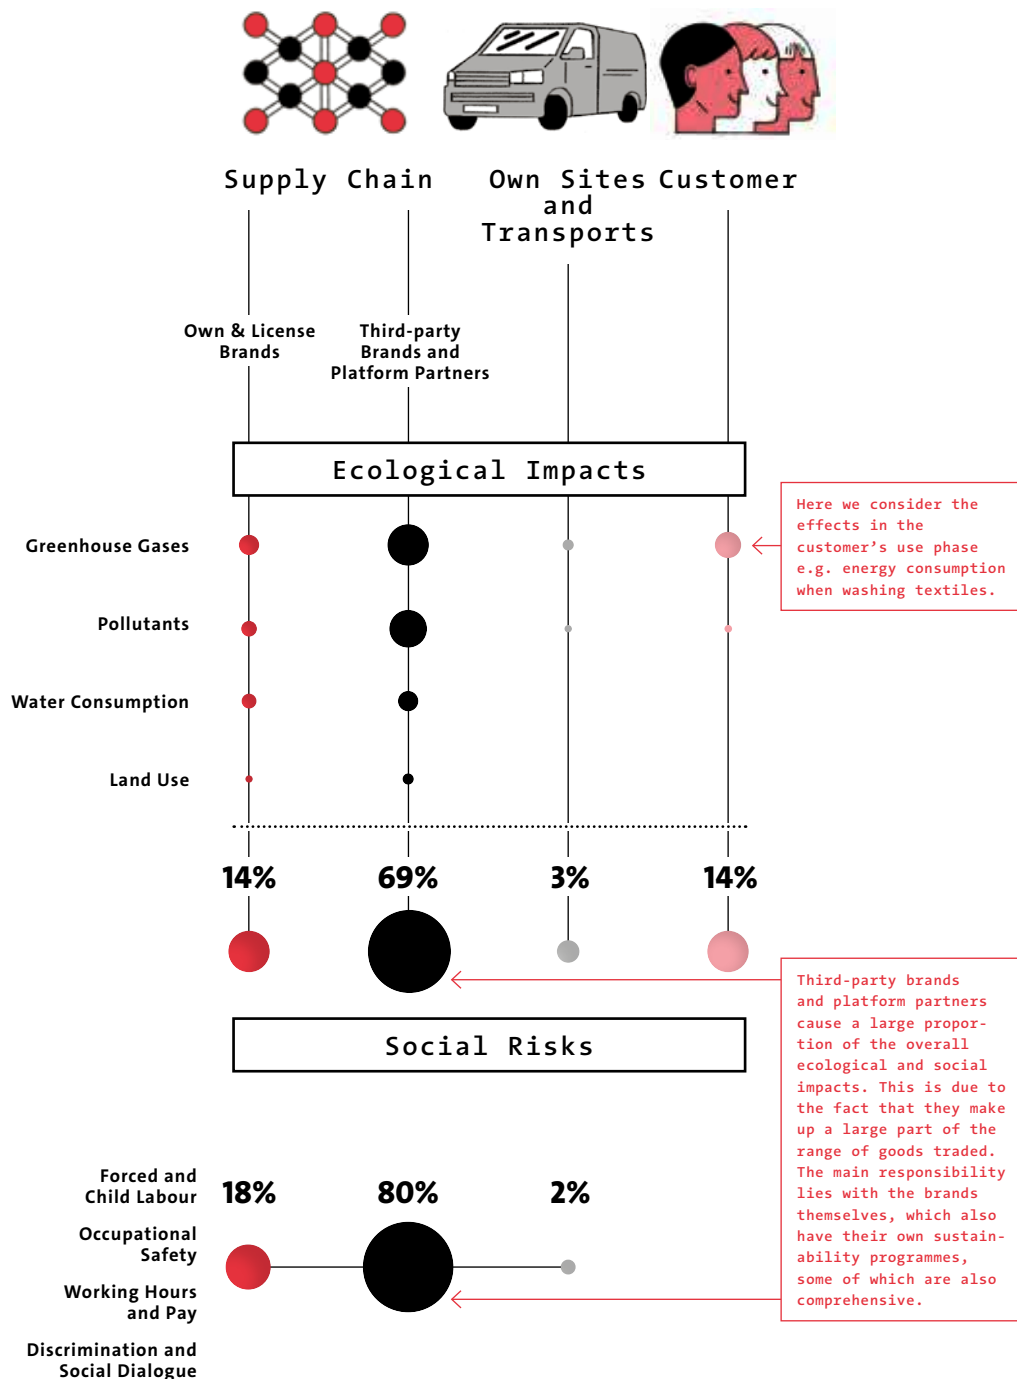 Supply Chain
Own Sites
and
Transports
Customer
Own & License
Brands
Third-party
Brands and
Platform Partners
Ecological Impacts
Here we consider the
effects in the
customer's use phase
e.g. energy consumption
when washing textiles.
Greenhouse Gases
Pollutants
Water Consumption
Land Use
14%
69%
3%
14%
Third-party brands
and platform partners
cause a large propor-
tion of the overall
ecological and social
impacts. This is due to
the fact that they make
up a large part of the
range of goods traded.
The main responsibility
lies with the brands
themselves, which also
have their own sustain-
ability programmes,
some of which are also
comprehensive.
Social Risks
Forced and
Child Labour
18%
80%
2%
Occupational
Safety
Working Hours
and Pay
Discrimination and
Social Dialogue